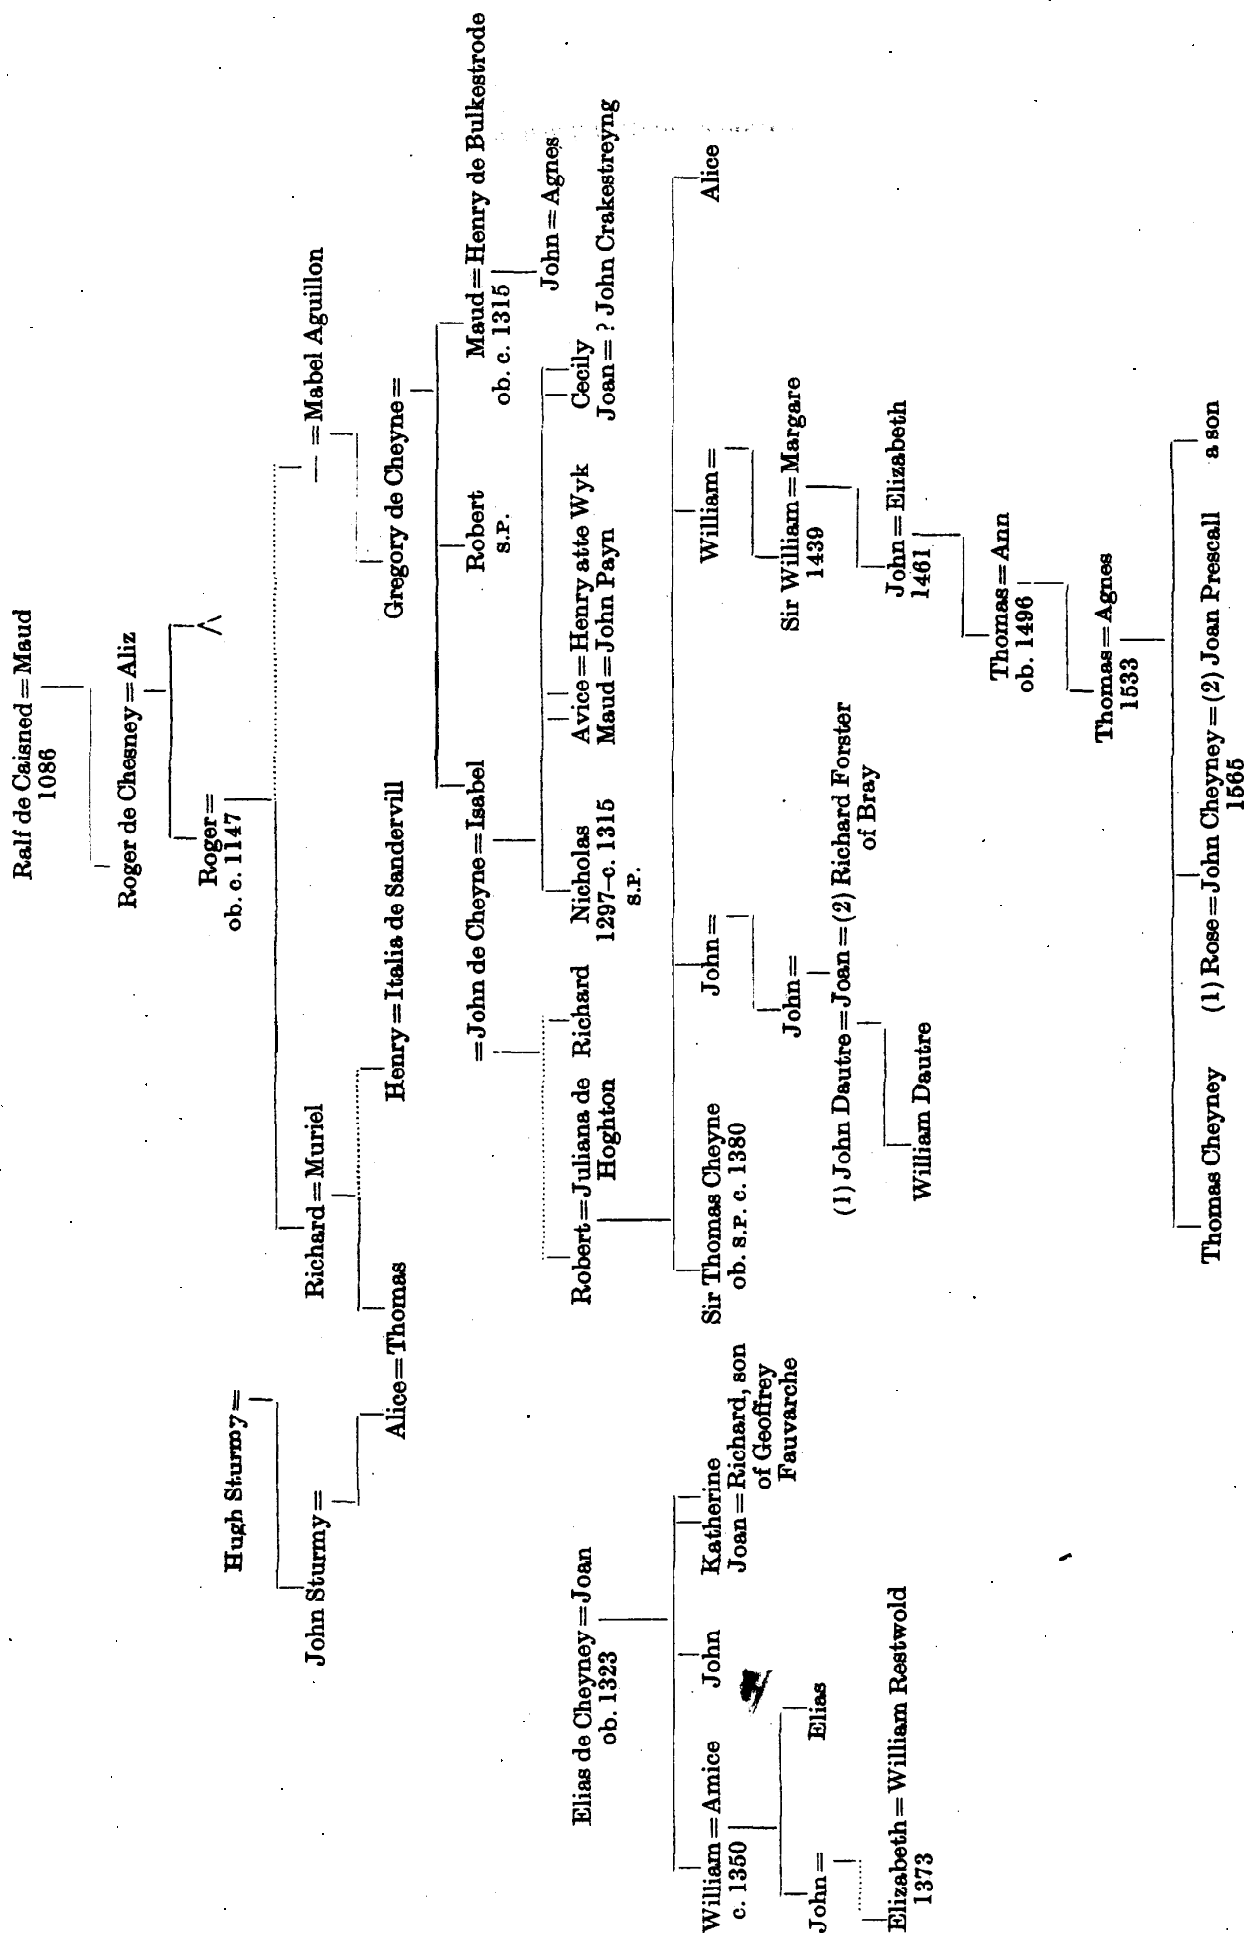 Ralf de Caisned = Maud
1086
Roger de Chesney = Aliz
Hugh Sturmy =
Roger =
ob. c. 1147
John Sturmy =
Richard = Muriel
— = Mabel Aguillon
Alice = Thomas
Henry = Italia de Sandervill
Gregory de Cheyne =
= John de Cheyne = Isabel
Robert
s.p.
Maud = Henry de Bulkestrode
ob. c. 1315
John = Agnes
Elias de Cheyney = Joan
ob. 1323
Robert = Juliana de
Hoghton
Richard
Nicholas
1297–c. 1315
s.p.
Avice = Henry atte Wyk
Maud = John Payn
Cecily
Joan = ? John Crakestreyng
William = Amice
c. 1350
John
Katherine
Joan = Richard, son
of Geoffrey
Fauvarche
Sir Thomas Cheyne
ob. s.p. c. 1380
John =
William =
Alice
John =
Elias
John =
Sir William = Margare
1439
Elizabeth = William Restwold
1373
(1) John Dautre = Joan = (2) Richard Forster
of Bray
John = Elizabeth
1461
William Dautre
Thomas = Ann
ob. 1496
Thomas = Agnes
1533
Thomas Cheyney
(1) Rose = John Cheyney = (2) Joan Prescall
1565
a son